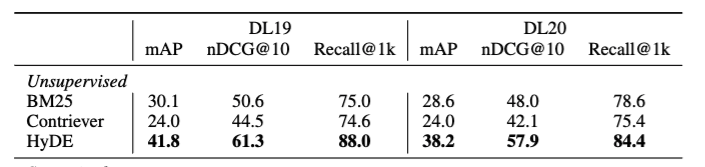 DL19 DL20
mAP nDCG@10 Recall@1k mAP nDCG@10 Recall@1k
Unsupervised
BM25 30.1 50.6 75.0 28.6 48.0 78.6
Contriever 24.0 44.5 74.6 24.0 42.1 75.4
HyDE 41.8 61.3 88.0 38.2 57.9 84.4